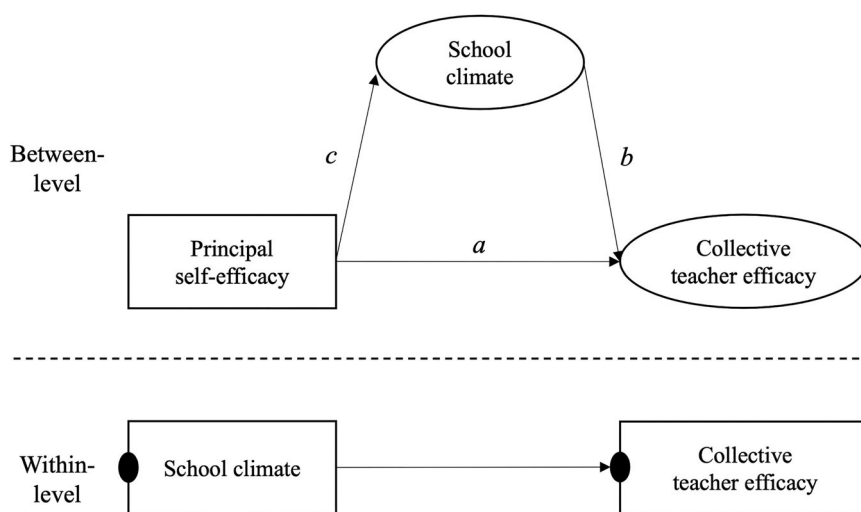 School
climate
Between-
level
c
b
Principal
self-efficacy
a
Collective
teacher efficacy
Within-
level
School climate
Collective
teacher efficacy